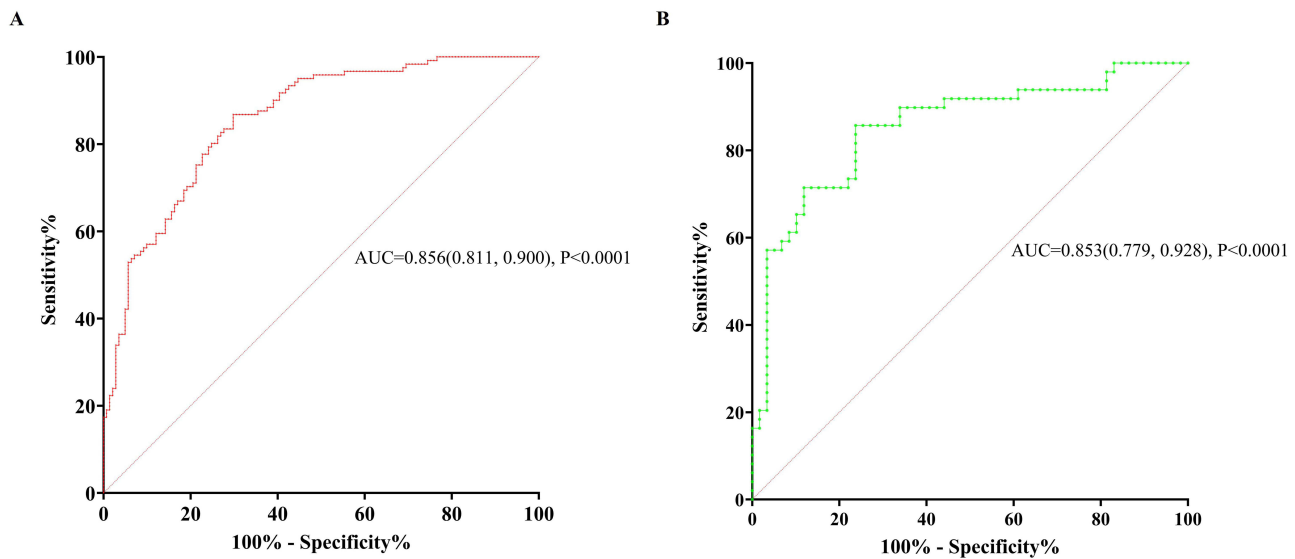 A
100
80
60
40
20
0
Sensitivity%
AUC=0.856(0.811, 0.900), P<0.0001
0 20 40 60 80 100
100% - Specificity%
B
100
80
60
40
20
0
Sensitivity%
AUC=0.853(0.779, 0.928), P<0.0001
0 20 40 60 80 100
100% - Specificity%